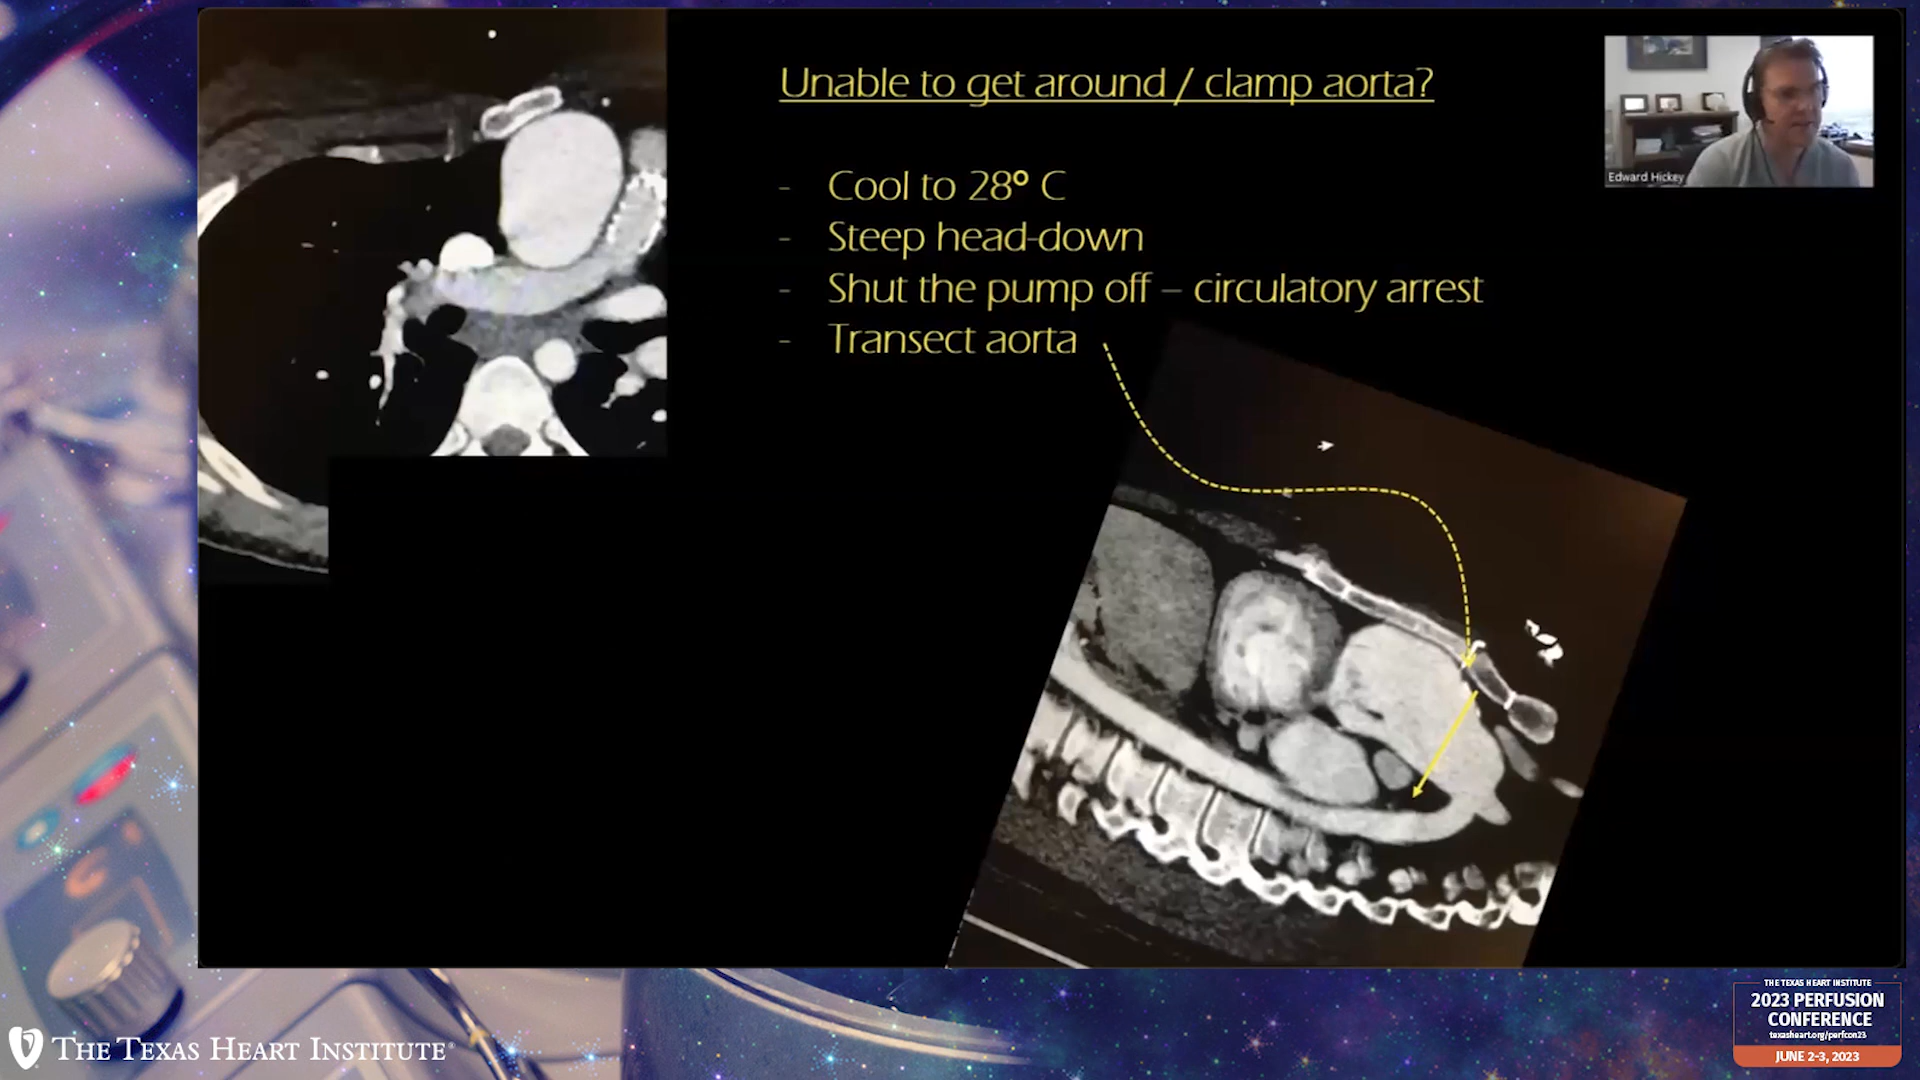 Unable to get around / clamp aorta?
- Cool to 28° C
- Steep head-down
- Shut the pump off – circulatory arrest
- Transect aorta
Edward Hickey
THE TEXAS HEART INSTITUTE®
THE TEXAS HEART INSTITUTE
2023 PERFUSION
CONFERENCE
texasheart.org/perfcon23
JUNE 2-3, 2023